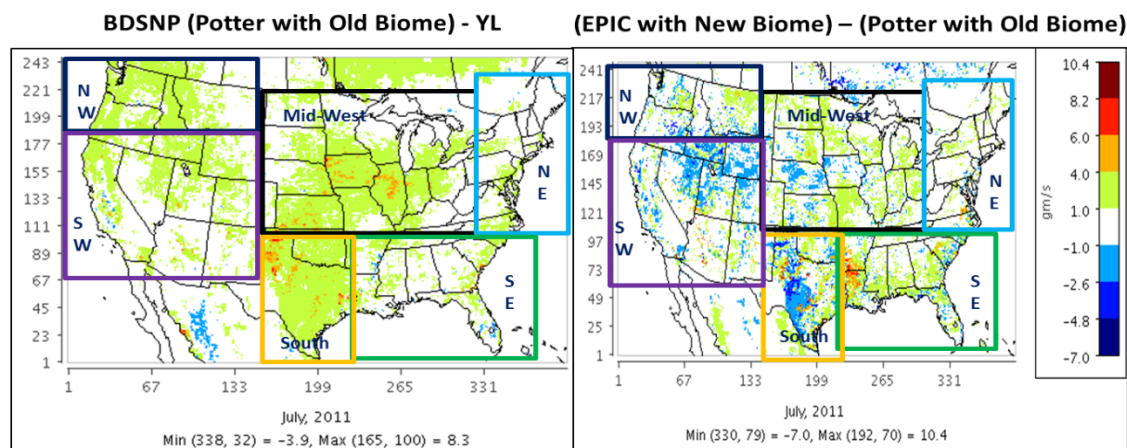 BDSNP (Potter with Old Biome) - YL
(EPIC with New Biome) – (Potter with Old Biome)
243
221
199
177
155
133
111
89
67
45
23
1
N
W
Mid-West
N
E
S
W
S
E
South
1 67 133 199 265 331
July, 2011
Min (338, 32) = -3.9, Max (165, 100) = 8.3
241
217
193
169
145
121
97
73
49
25
1
N
W
Mid-West
N
E
S
W
S
E
South
1 67 133 199 265 331
July, 2011
Min (330, 79) = -7.0, Max (192, 70) = 10.4
10.4
8.2
6.0
4.0
1.0
-1.0
-2.6
-4.8
-7.0
gm/s